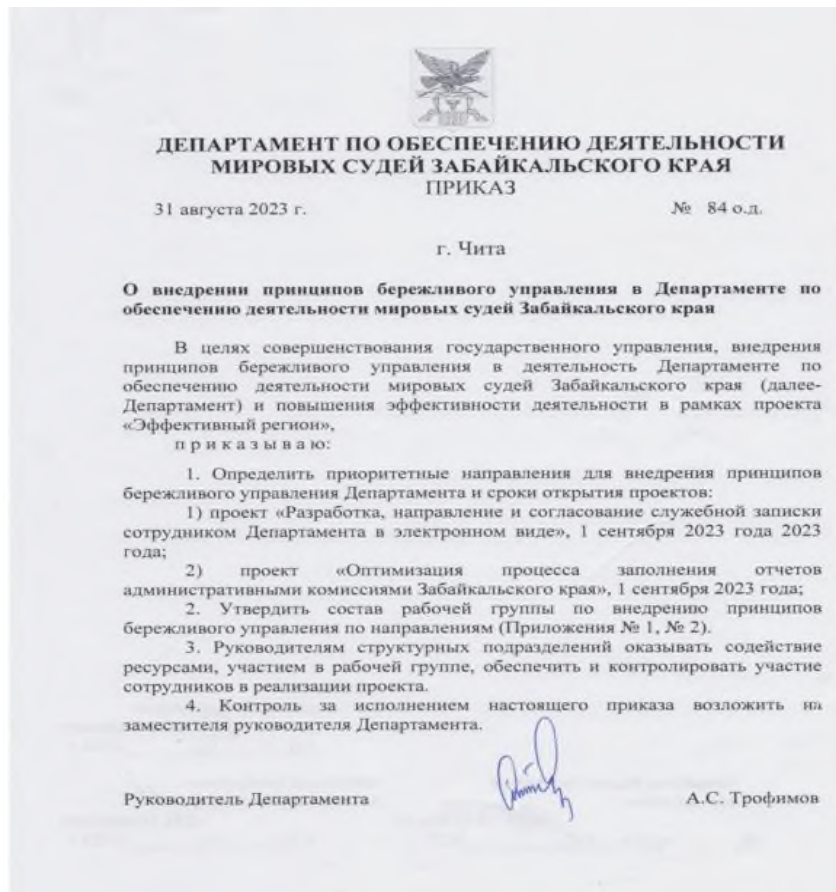 ДЕПАРТАМЕНТ ПО ОБЕСПЕЧЕНИЮ ДЕЯТЕЛЬНОСТИ
МИРОВЫХ СУДЕЙ ЗАБАЙКАЛЬСКОГО КРАЯ
ПРИКАЗ
31 августа 2023 г. № 84 о.д.
г. Чита
О внедрении принципов бережливого управления в Департаменте по
обеспечению деятельности мировых судей Забайкальского края
В целях совершенствования государственного управления, внедрения
принципов бережливого управления в деятельность Департаменте по
обеспечению деятельности мировых судей Забайкальского края (далее-
Департамент) и повышения эффективности деятельности в рамках проекта
«Эффективный регион»,
п р и к а з ы в а ю:
1. Определить приоритетные направления для внедрения принципов
бережливого управления Департамента и сроки открытия проектов:
1) проект «Разработка, направление и согласование служебной записки
сотрудником Департамента в электронном виде», 1 сентября 2023 года 2023
года;
2) проект «Оптимизация процесса заполнения отчетов
административными комиссиями Забайкальского края», 1 сентября 2023 года;
2. Утвердить состав рабочей группы по внедрению принципов
бережливого управления по направлениям (Приложения № 1, № 2).
3. Руководителям структурных подразделений оказывать содействие
ресурсами, участием в рабочей группе, обеспечить и контролировать участие
сотрудников в реализации проекта.
4. Контроль за исполнением настоящего приказа возложить на
заместителя руководителя Департамента.
Руководитель Департамента А.С. Трофимов